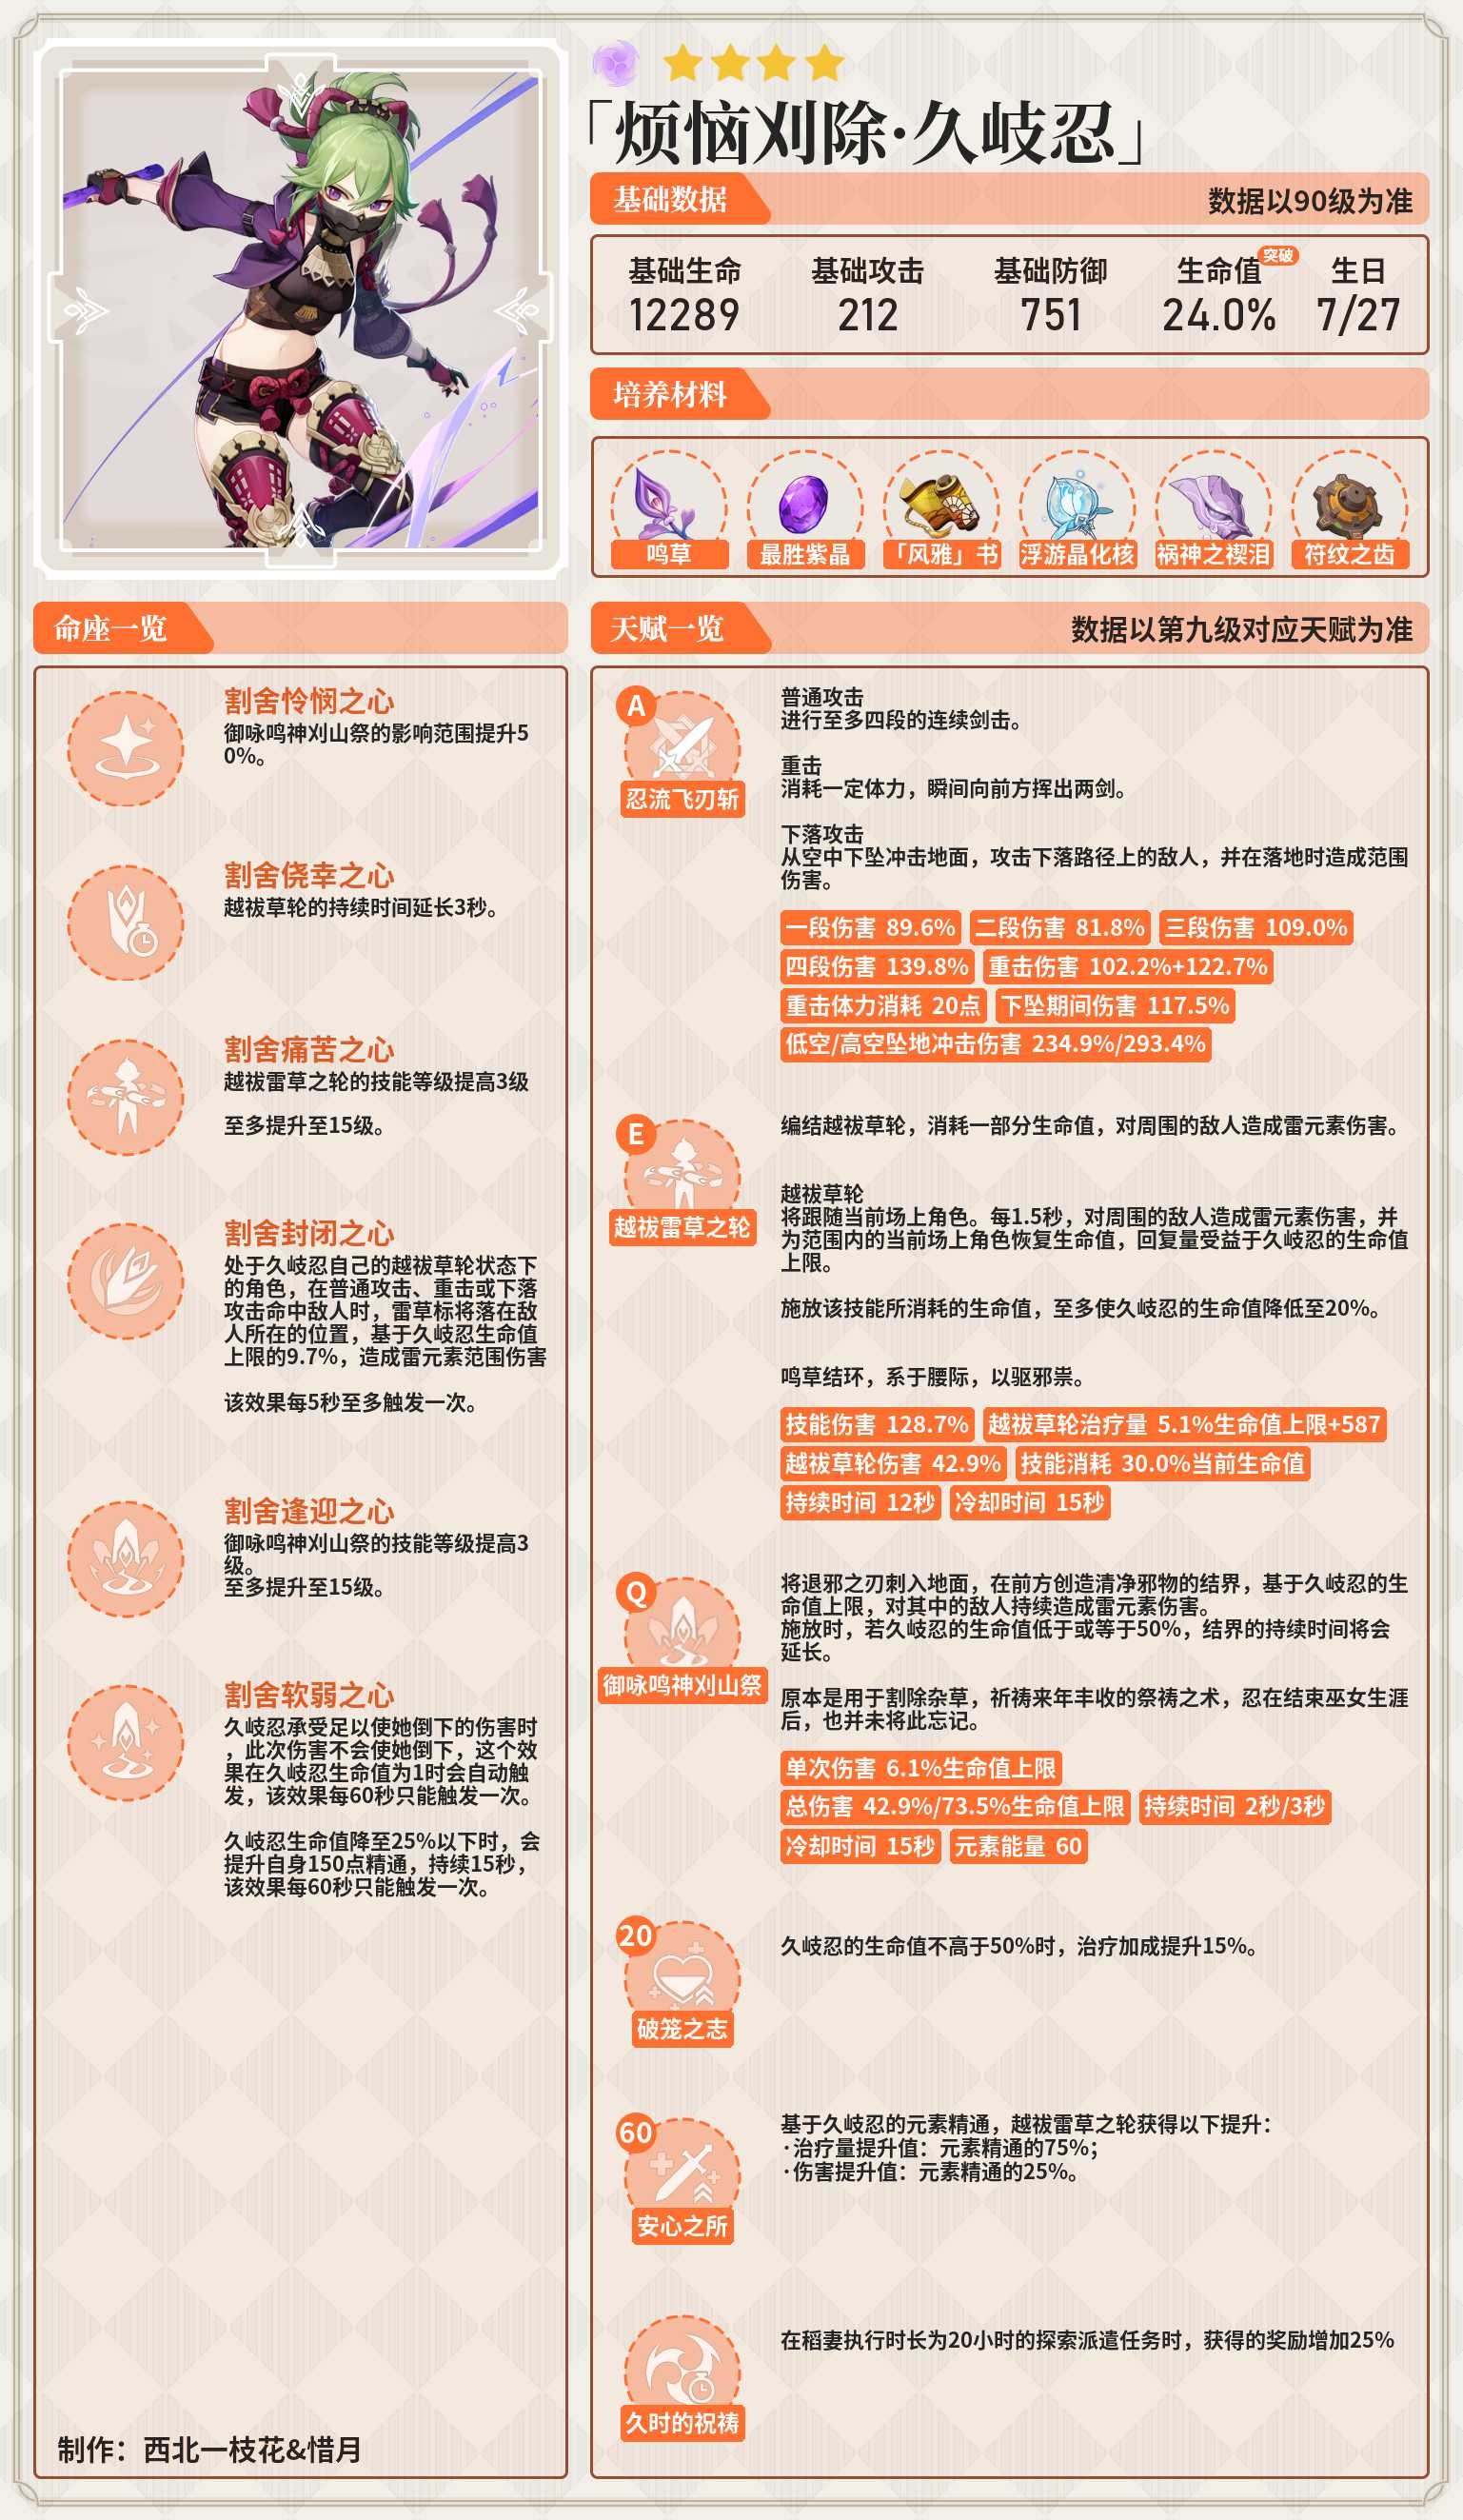 「烦恼刈除·久岐忍」
基础数据
数据以90级为准
基础生命
12289
基础攻击
212
基础防御
751
生命值
突破
24.0%
生日
7/27
培养材料
鸣草
最胜紫晶
「风雅」书
浮游晶化核
祸神之禊泪
符纹之齿
命座一览
割舍怜悯之心
御咏鸣神刈山祭的影响范围提升5
0%。
割舍侥幸之心
越祓草轮的持续时间延长3秒。
割舍痛苦之心
越祓雷草之轮的技能等级提高3级
至多提升至15级。
割舍封闭之心
处于久岐忍自己的越祓草轮状态下
的角色，在普通攻击、重击或下落
攻击命中敌人时，雷草标将落在敌
人所在的位置，基于久岐忍生命值
上限的9.7%，造成雷元素范围伤害
该效果每5秒至多触发一次。
割舍逢迎之心
御咏鸣神刈山祭的技能等级提高3
级。
至多提升至15级。
割舍软弱之心
久岐忍承受足以使她倒下的伤害时
，此次伤害不会使她倒下，这个效
果在久岐忍生命值为1时会自动触
发，该效果每60秒只能触发一次。
久岐忍生命值降至25%以下时，会
提升自身150点精通，持续15秒，
该效果每60秒只能触发一次。
制作：西北一枝花&惜月
天赋一览
数据以第九级对应天赋为准
A
忍流飞刃斩
普通攻击
进行至多四段的连续剑击。
重击
消耗一定体力，瞬间向前方挥出两剑。
下落攻击
从空中下坠冲击地面，攻击下落路径上的敌人，并在落地时造成范围
伤害。
一段伤害 89.6% 二段伤害 81.8% 三段伤害 109.0%
四段伤害 139.8% 重击伤害 102.2%+122.7%
重击体力消耗 20点 下坠期间伤害 117.5%
低空/高空坠地冲击伤害 234.9%/293.4%
E
越祓雷草之轮
编结越祓草轮，消耗一部分生命值，对周围的敌人造成雷元素伤害。
越祓草轮
将跟随当前场上角色。每1.5秒，对周围的敌人造成雷元素伤害，并
为范围内的当前场上角色恢复生命值，回复量受益于久岐忍的生命值
上限。
施放该技能所消耗的生命值，至多使久岐忍的生命值降低至20%。
鸣草结环，系于腰际，以驱邪祟。
技能伤害 128.7% 越祓草轮治疗量 5.1%生命值上限+587
越祓草轮伤害 42.9% 技能消耗 30.0%当前生命值
持续时间 12秒 冷却时间 15秒
Q
御咏鸣神刈山祭
将退邪之刃刺入地面，在前方创造清净邪物的结界，基于久岐忍的生
命值上限，对其中的敌人持续造成雷元素伤害。
施放时，若久岐忍的生命值低于或等于50%，结界的持续时间将会
延长。
原本是用于割除杂草，祈祷来年丰收的祭祷之术，忍在结束巫女生涯
后，也并未将此忘记。
单次伤害 6.1%生命值上限
总伤害 42.9%/73.5%生命值上限 持续时间 2秒/3秒
冷却时间 15秒 元素能量 60
20
破笼之志
久岐忍的生命值不高于50%时，治疗加成提升15%。
60
安心之所
基于久岐忍的元素精通，越祓雷草之轮获得以下提升：
·治疗量提升值：元素精通的75%；
·伤害提升值：元素精通的25%。
久时的祝祷
在稻妻执行时长为20小时的探索派遣任务时，获得的奖励增加25%